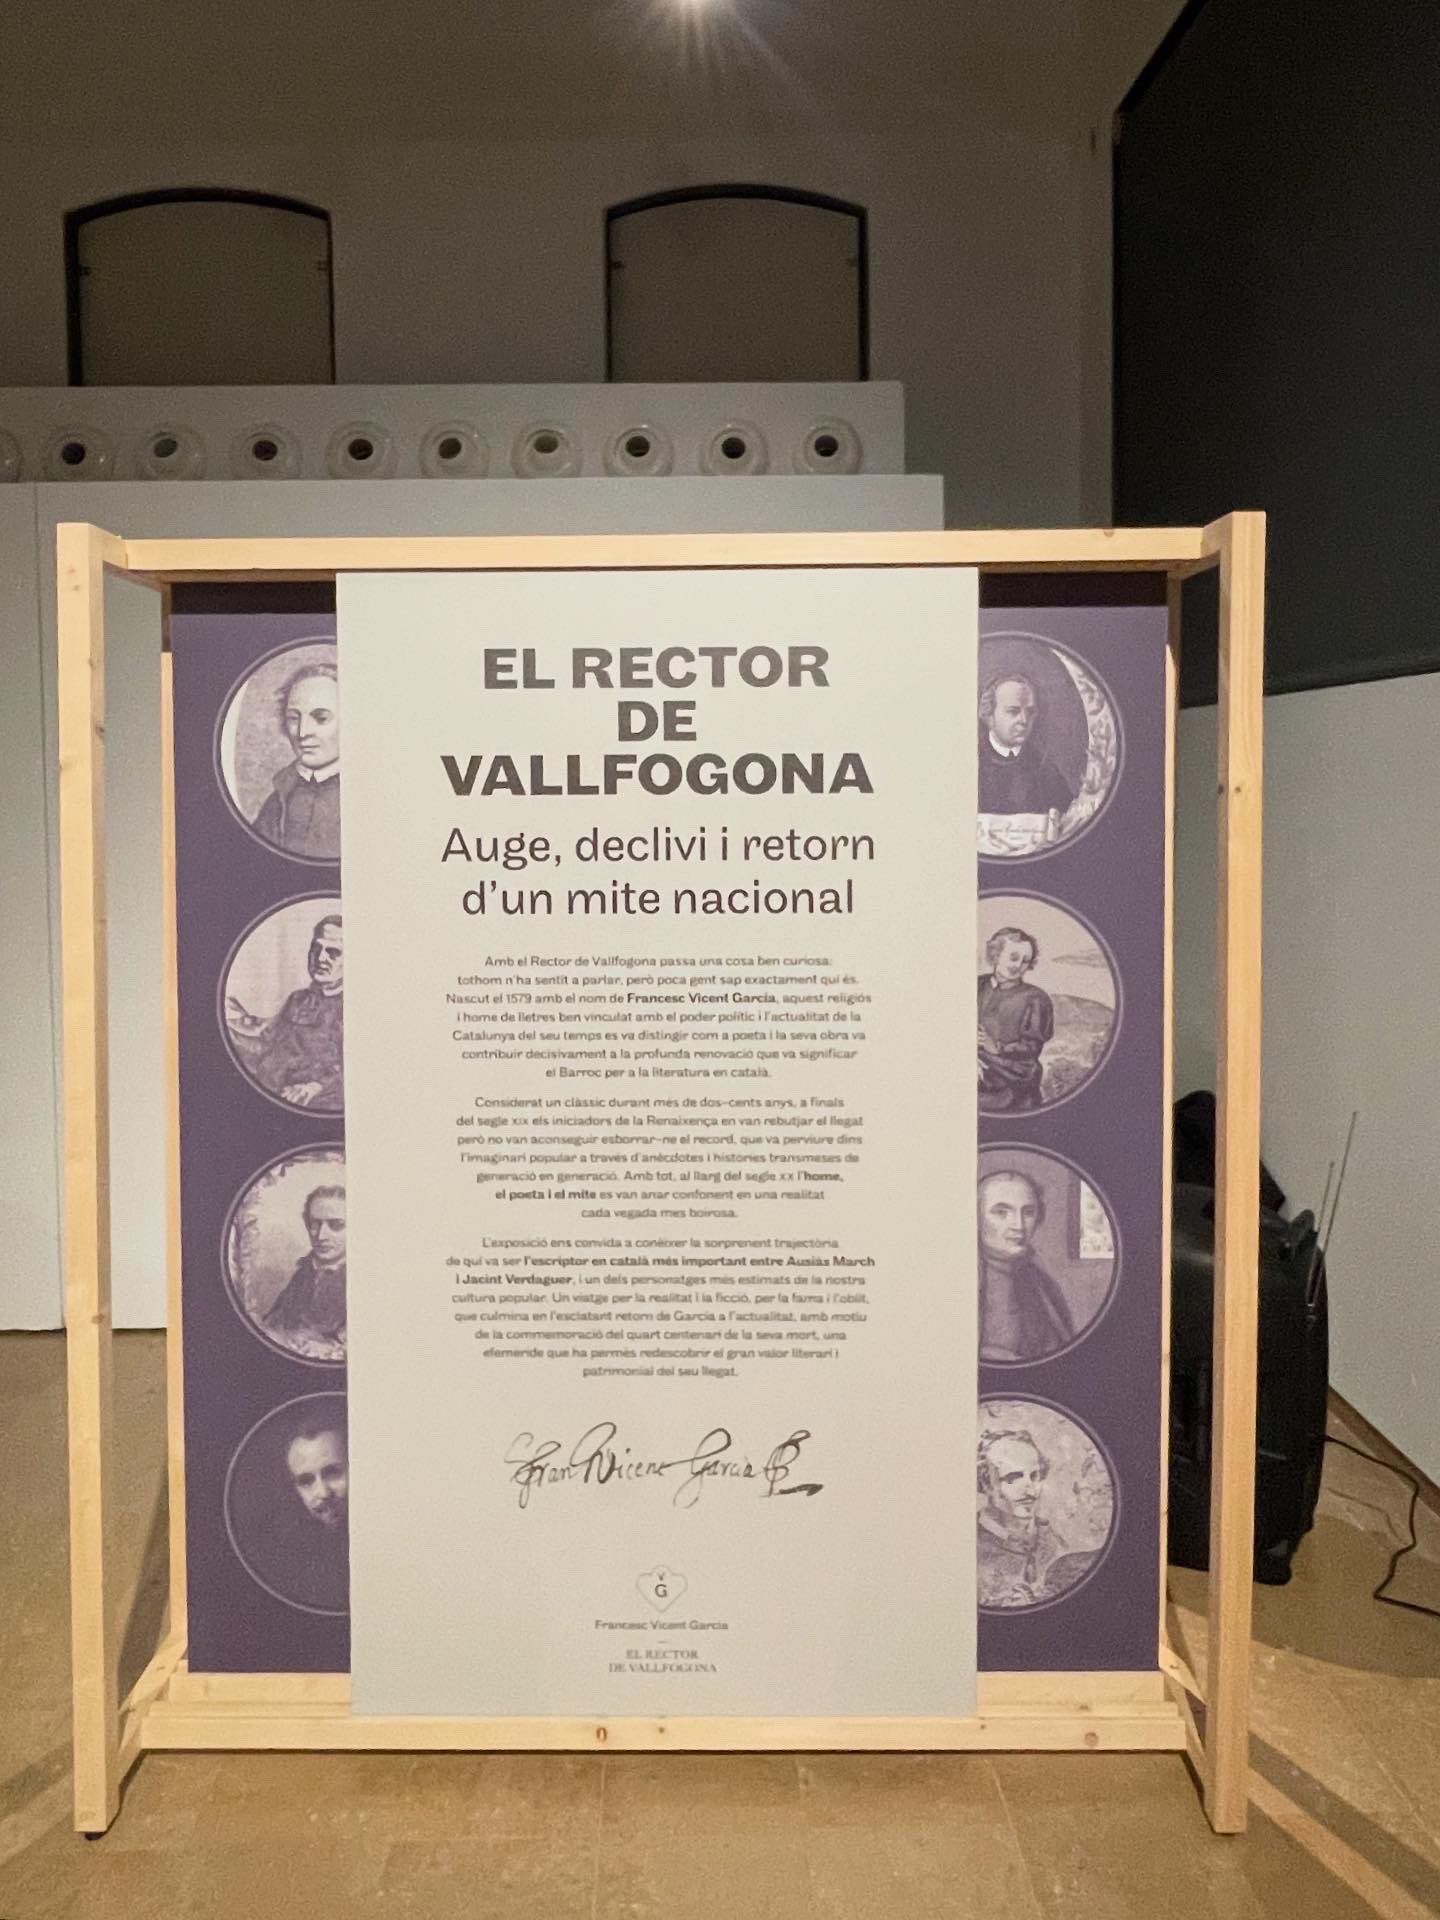 EL RECTOR
DE
VALLFOGONA
Auge, declivi i retorn
d'un mite nacional
Amb el Rector de Vallfogona passa una cosa ben curiosa:
tothom n'ha sentit a parlar, però poca gent sap exactament qui és.
Nascut el 1579 amb el nom de Francesc Vicent Garcia, aquest religiós
i home de lletres ben vinculat amb el poder polític i l'actualitat de la
Catalunya del seu temps es va distingir com a poeta i la seva obra va
contribuir decisivament a la profunda renovació que va significar
el Barroc per a la literatura en català.
Considerat un clàssic durant més de dos-cents anys, a finals
del segle XIX els iniciadors de la Renaixença en van rebutjar el llegat
però no van aconseguir esborrar-ne el record, que va perviure dins
l'imaginari popular a través d'anècdotes i històries transmeses de
generació en generació. Amb tot, al llarg del segle XX l'home,
el poeta i el mite es van anar confonent en una realitat
cada vegada més boirosa.
L'exposició ens convida a conèixer la sorprenent trajectòria
de qui va ser l'escriptor en català més important entre Ausiàs March
i Jacint Verdaguer, i un dels personatges més estimats de la nostra
cultura popular. Un viatge per la realitat i la ficció, per la fama i l'oblit,
que culmina en l'esclatant retorn de Garcia a l'actualitat, amb motiu
de la commemoració del quart centenari de la seva mort, una
efemèride que ha permès redescobrir el gran valor literari i
patrimonial del seu llegat.
Fran Vicent Garcia
V
G
Francesc Vicent Garcia
EL RECTOR
DE VALLFOGONA